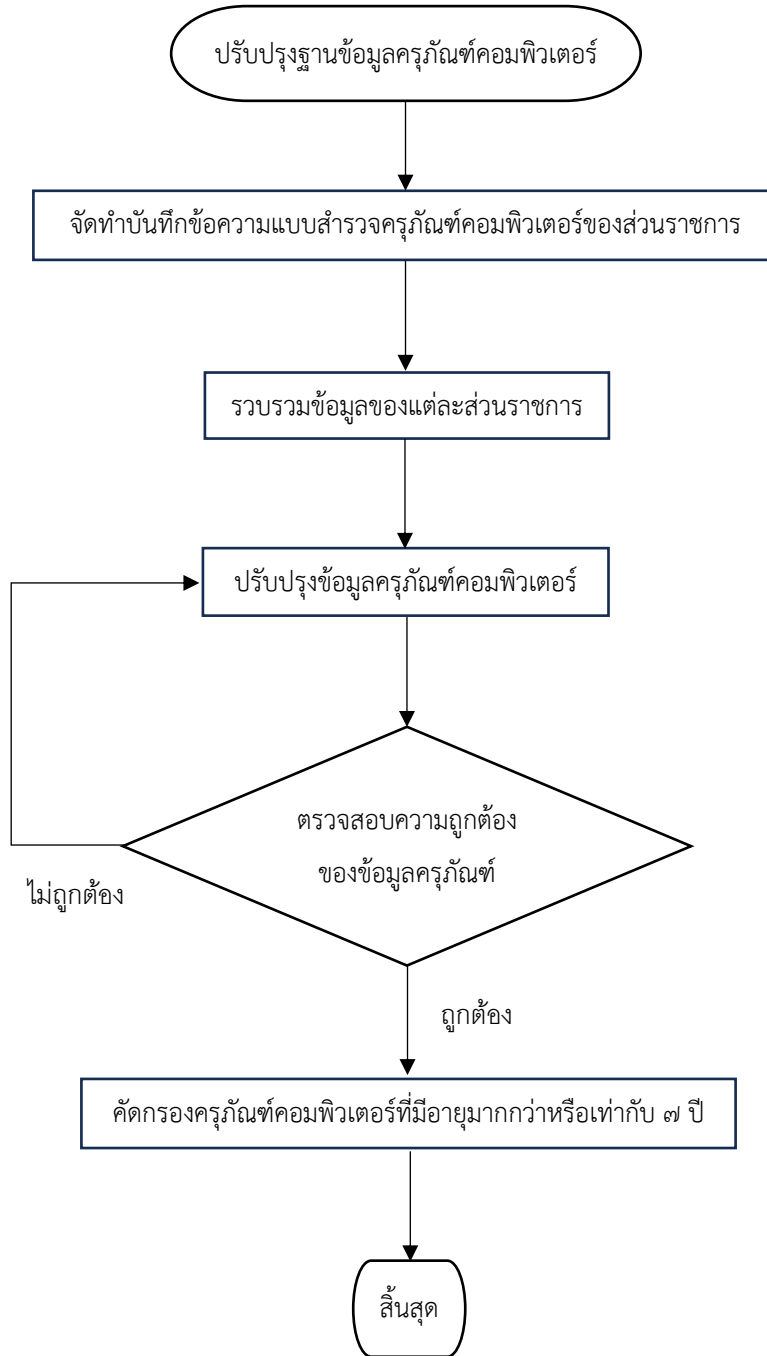 ปรับปรุงฐานข้อมูลครุภัณฑ์คอมพิวเตอร์
จัดทำบันทึกข้อความแบบสำรวจครุภัณฑ์คอมพิวเตอร์ของส่วนราชการ
รวบรวมข้อมูลของแต่ละส่วนราชการ
ปรับปรุงข้อมูลครุภัณฑ์คอมพิวเตอร์
ตรวจสอบความถูกต้อง
ของข้อมูลครุภัณฑ์
ไม่ถูกต้อง
ถูกต้อง
คัดกรองครุภัณฑ์คอมพิวเตอร์ที่มีอายุมากกว่าหรือเท่ากับ ๗ ปี
สิ้นสุด